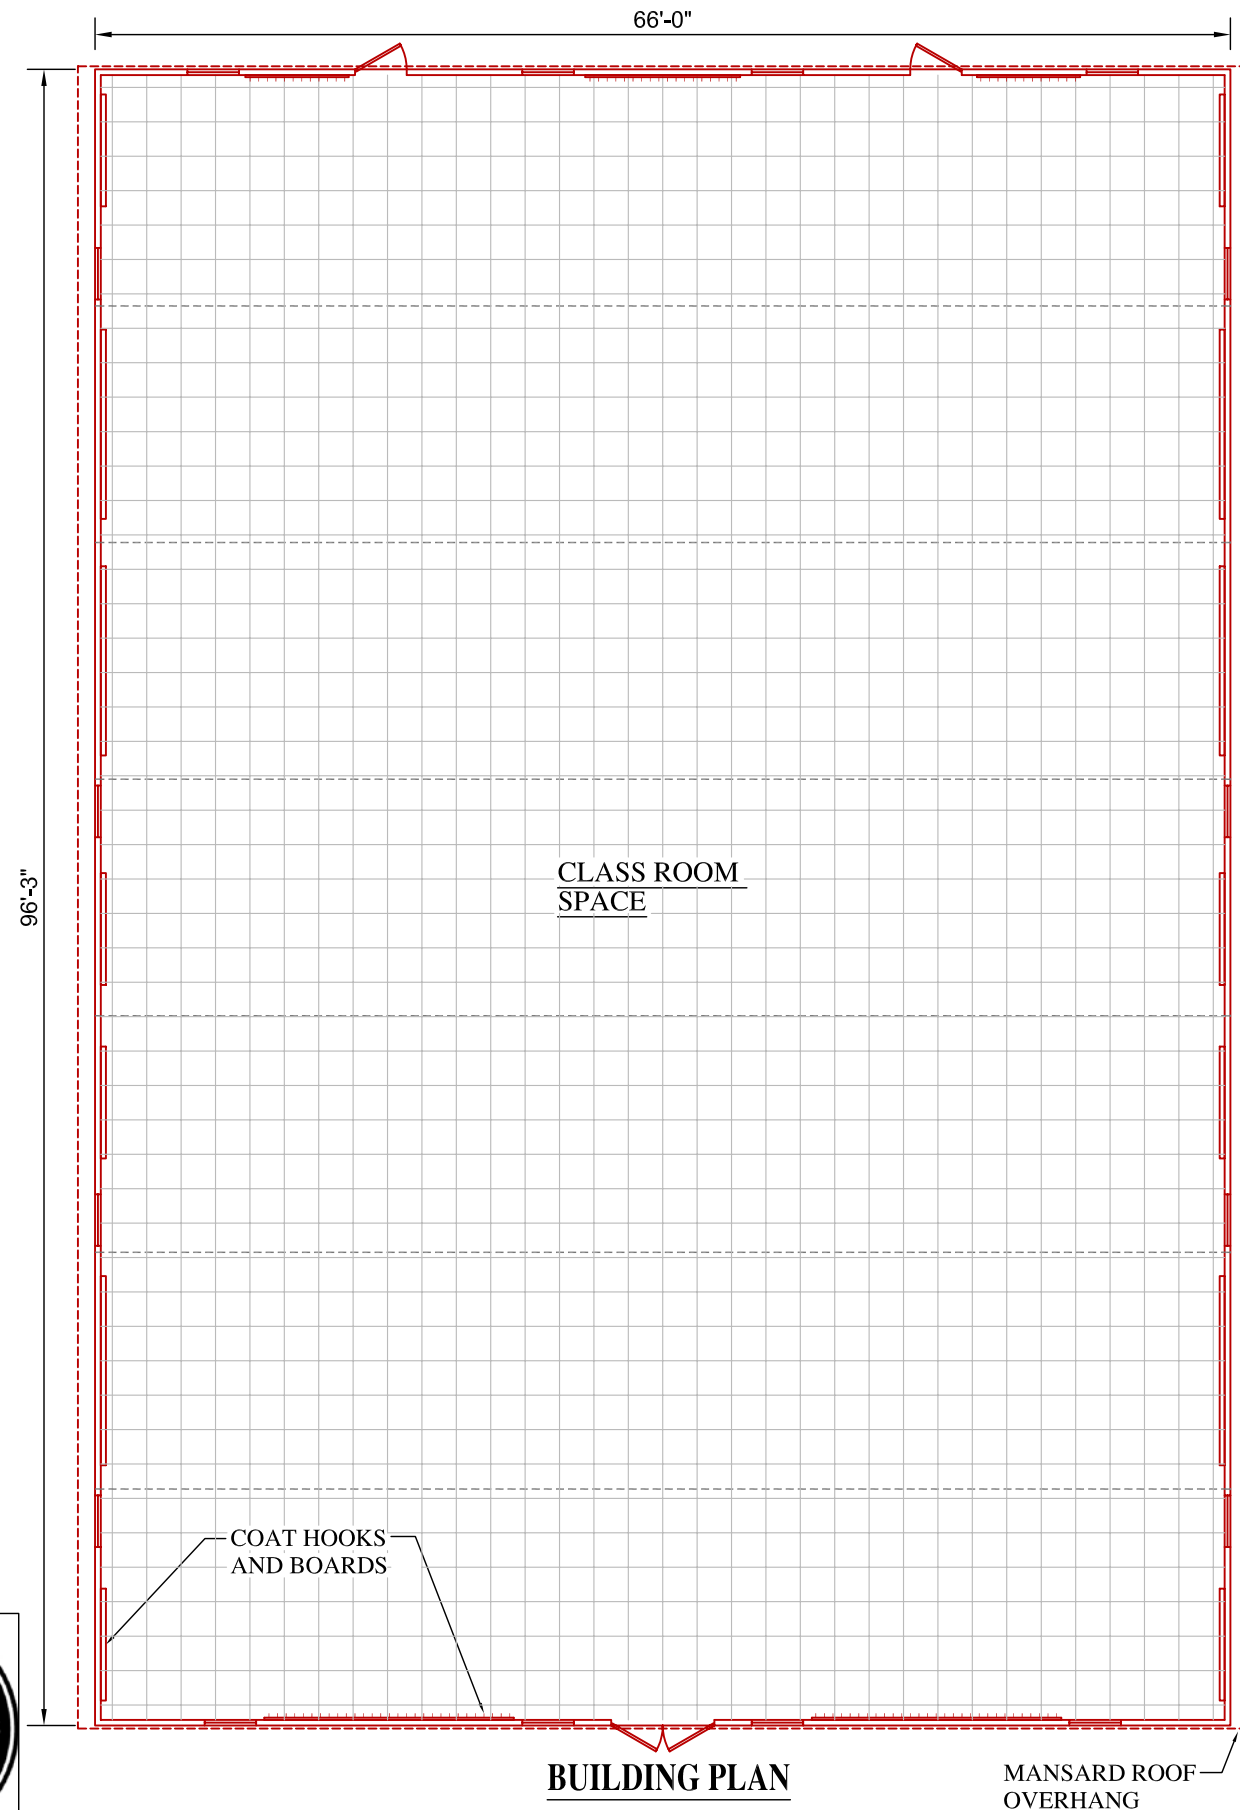 66'-0"
96'-3"
CLASS ROOM
SPACE
COAT HOOKS
AND BOARDS
BUILDING PLAN
MANSARD ROOF
OVERHANG